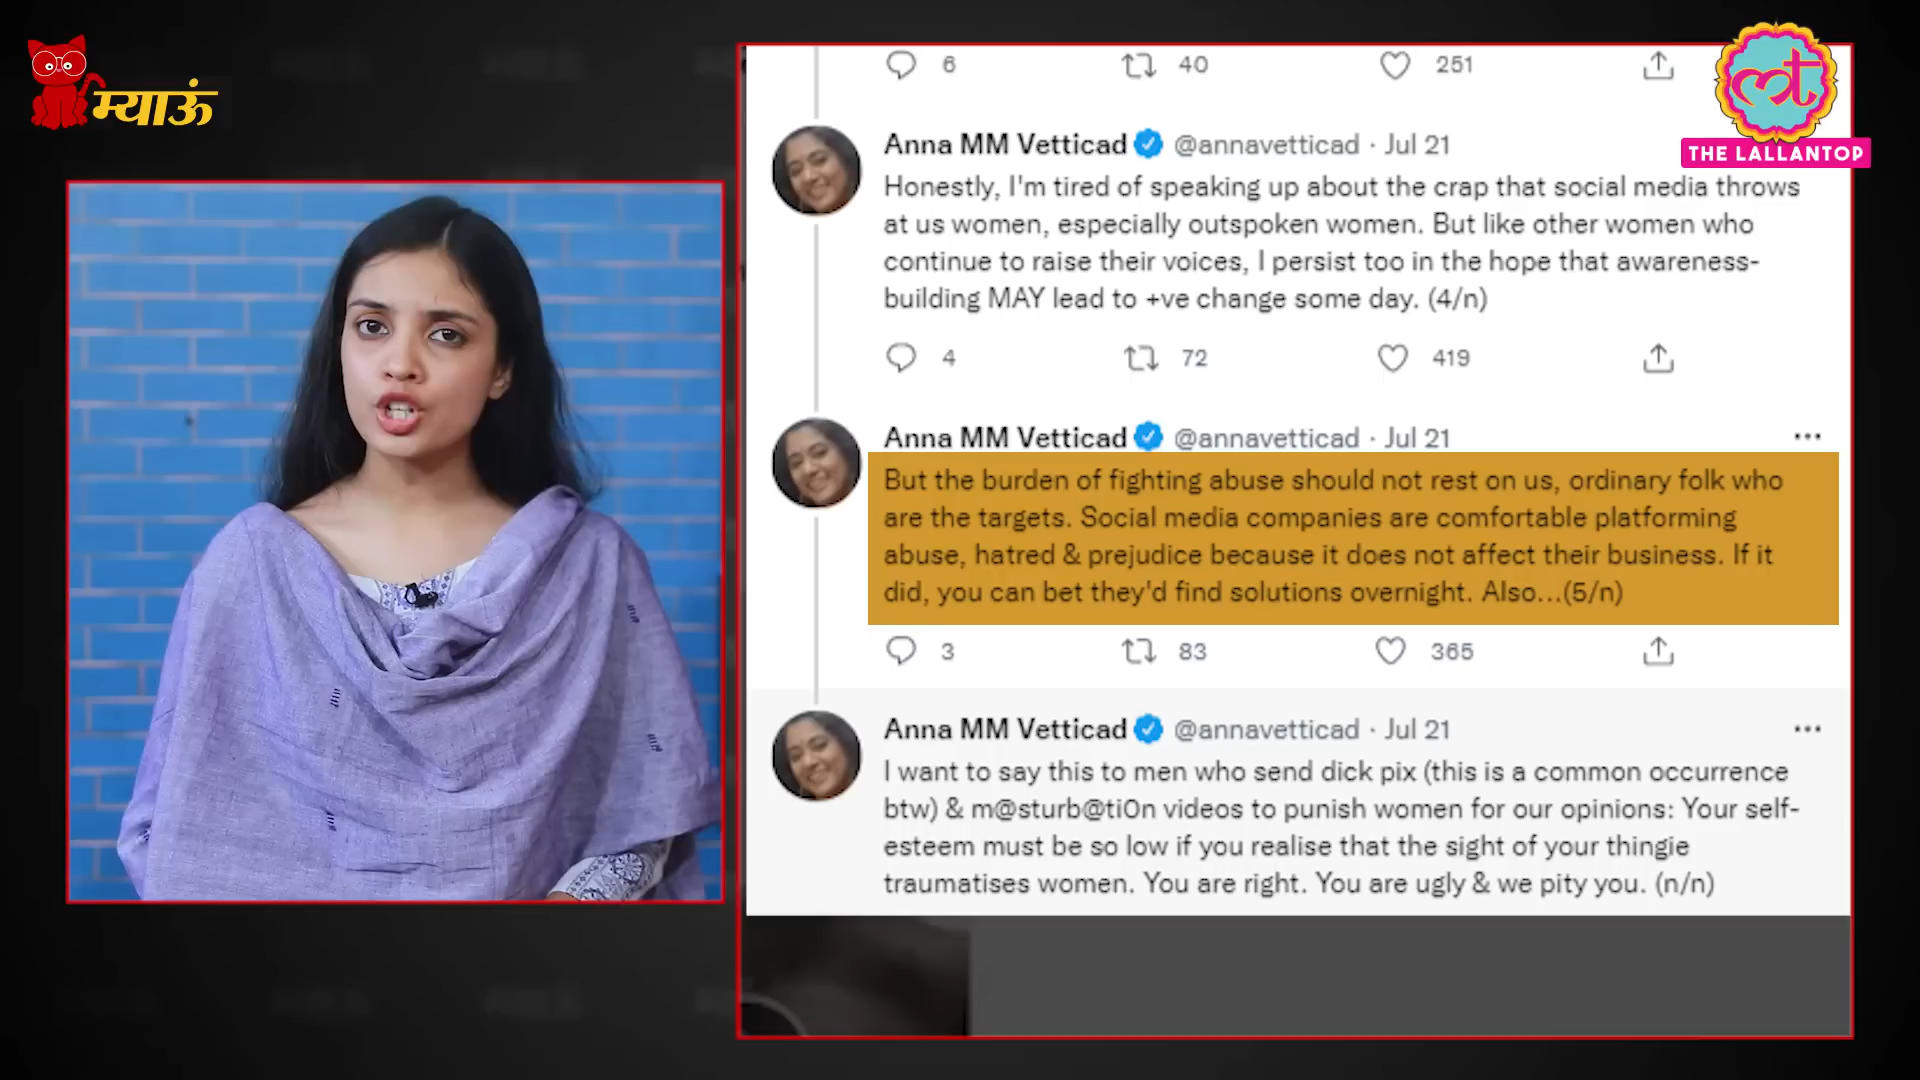 म्याऊं
THE LALLANTOP
6 40 251
Anna MM Vetticad @annavetticad · Jul 21
Honestly, I'm tired of speaking up about the crap that social media throws
at us women, especially outspoken women. But like other women who
continue to raise their voices, I persist too in the hope that awareness-
building MAY lead to +ve change some day. (4/n)
4 72 419
Anna MM Vetticad @annavetticad · Jul 21
But the burden of fighting abuse should not rest on us, ordinary folk who
are the targets. Social media companies are comfortable platforming
abuse, hatred & prejudice because it does not affect their business. If it
did, you can bet they'd find solutions overnight. Also...(5/n)
3 83 365
Anna MM Vetticad @annavetticad · Jul 21
I want to say this to men who send dick pix (this is a common occurrence
btw) & m@sturb@ti0n videos to punish women for our opinions: Your self-
esteem must be so low if you realise that the sight of your thingie
traumatises women. You are right. You are ugly & we pity you. (n/n)